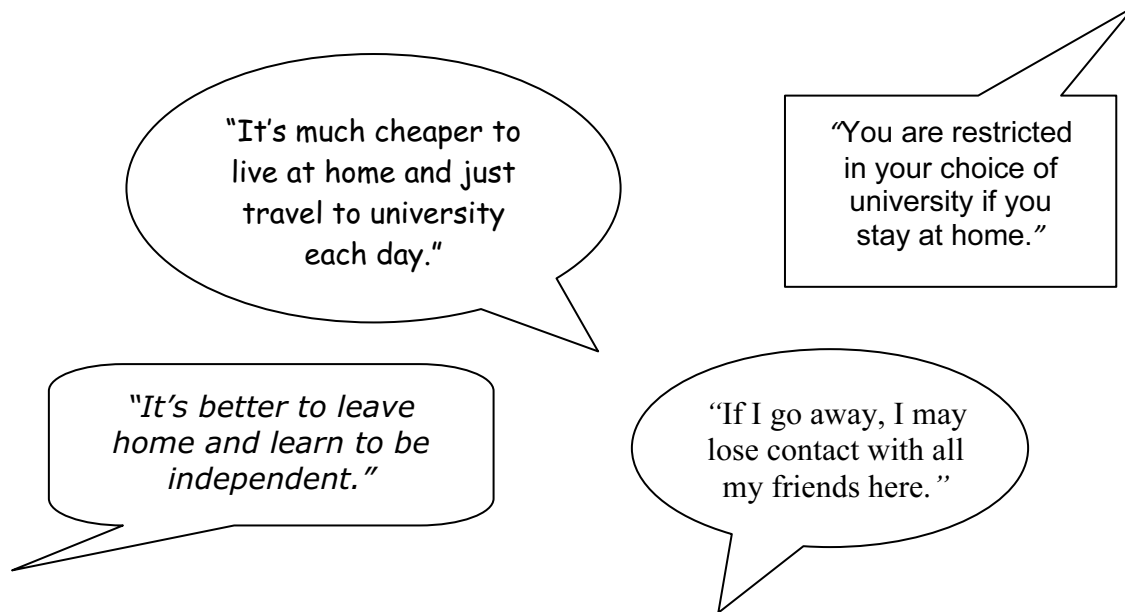 "It's much cheaper to
live at home and just
travel to university
each day."
"You are restricted
in your choice of
university if you
stay at home."
"It's better to leave
home and learn to be
independent."
"If I go away, I may
lose contact with all
my friends here."